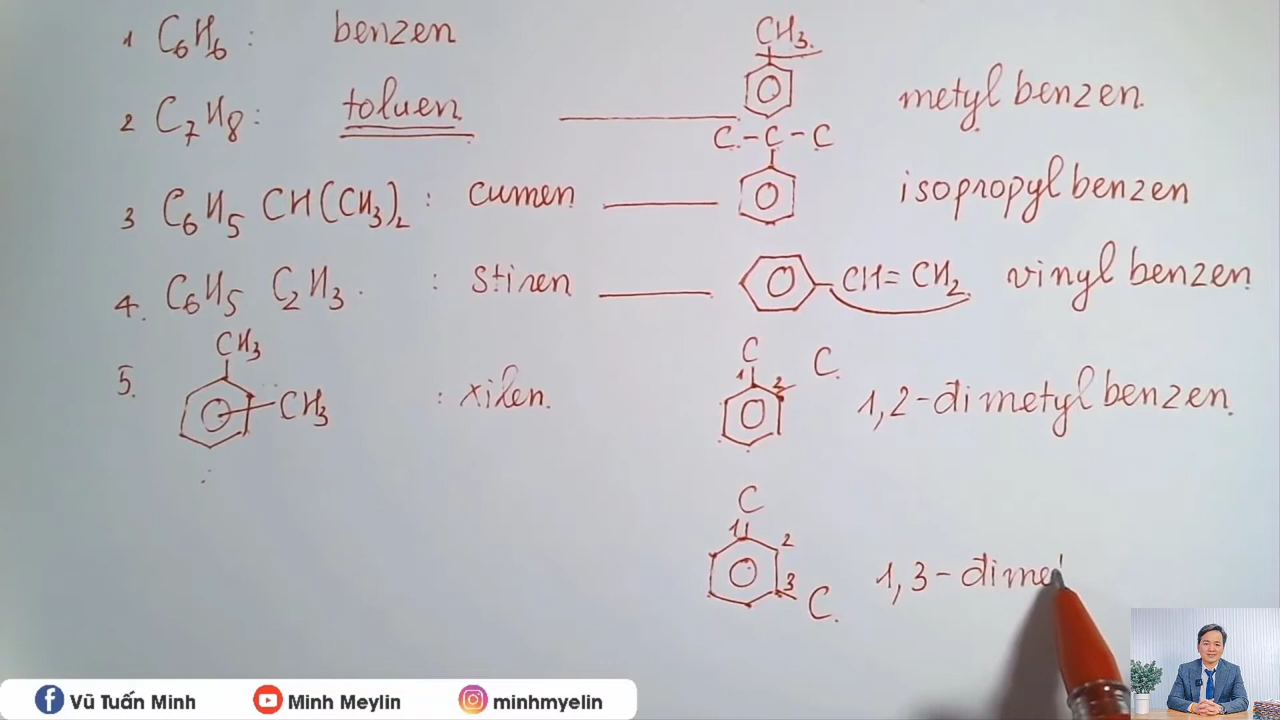 1 C₆H₆ : benzen
CH₃.
2 C₇H₈ : toluen metyl benzen.
C.-C-C
3 C₆H₅ CH(CH₃)₂ : cumen isopropyl benzen
4. C₆H₅ C₂H₃. : Stiren CH=CH₂ vinyl benzen.
CH₃
5. CH₃ : xilen.
C C.
1 2
1,2-đimetyl benzen.
C
1 2
3 C.
1,3-đime
Vũ Tuấn Minh Minh Meylin minhmyelin